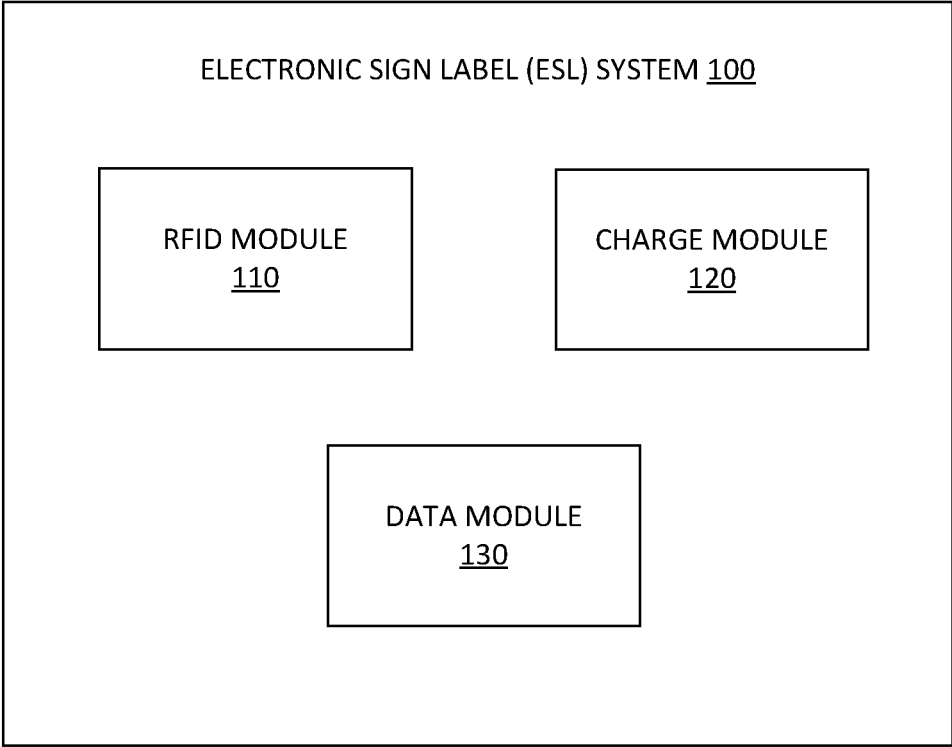 ELECTRONIC SIGN LABEL (ESL) SYSTEM 100
RFID MODULE
110
CHARGE MODULE
120
DATA MODULE
130